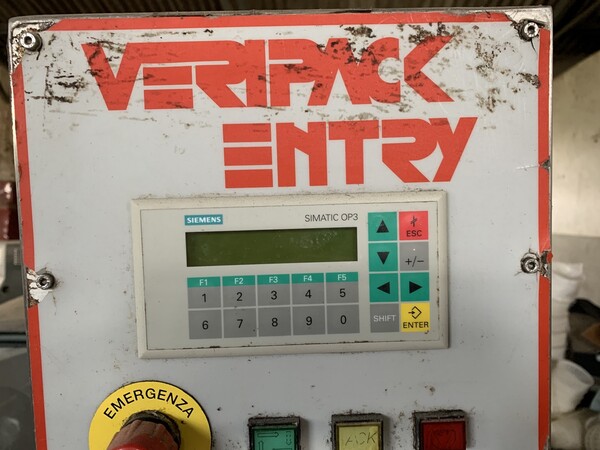 VERIPACK
ENTRY
SIEMENS
SIMATIC OP3
ESC
F1 F2 F3 F4 F5
+/−
1 2 3 4 5
6 7 8 9 0
SHIFT
ENTER
EMERGENZA
ACK